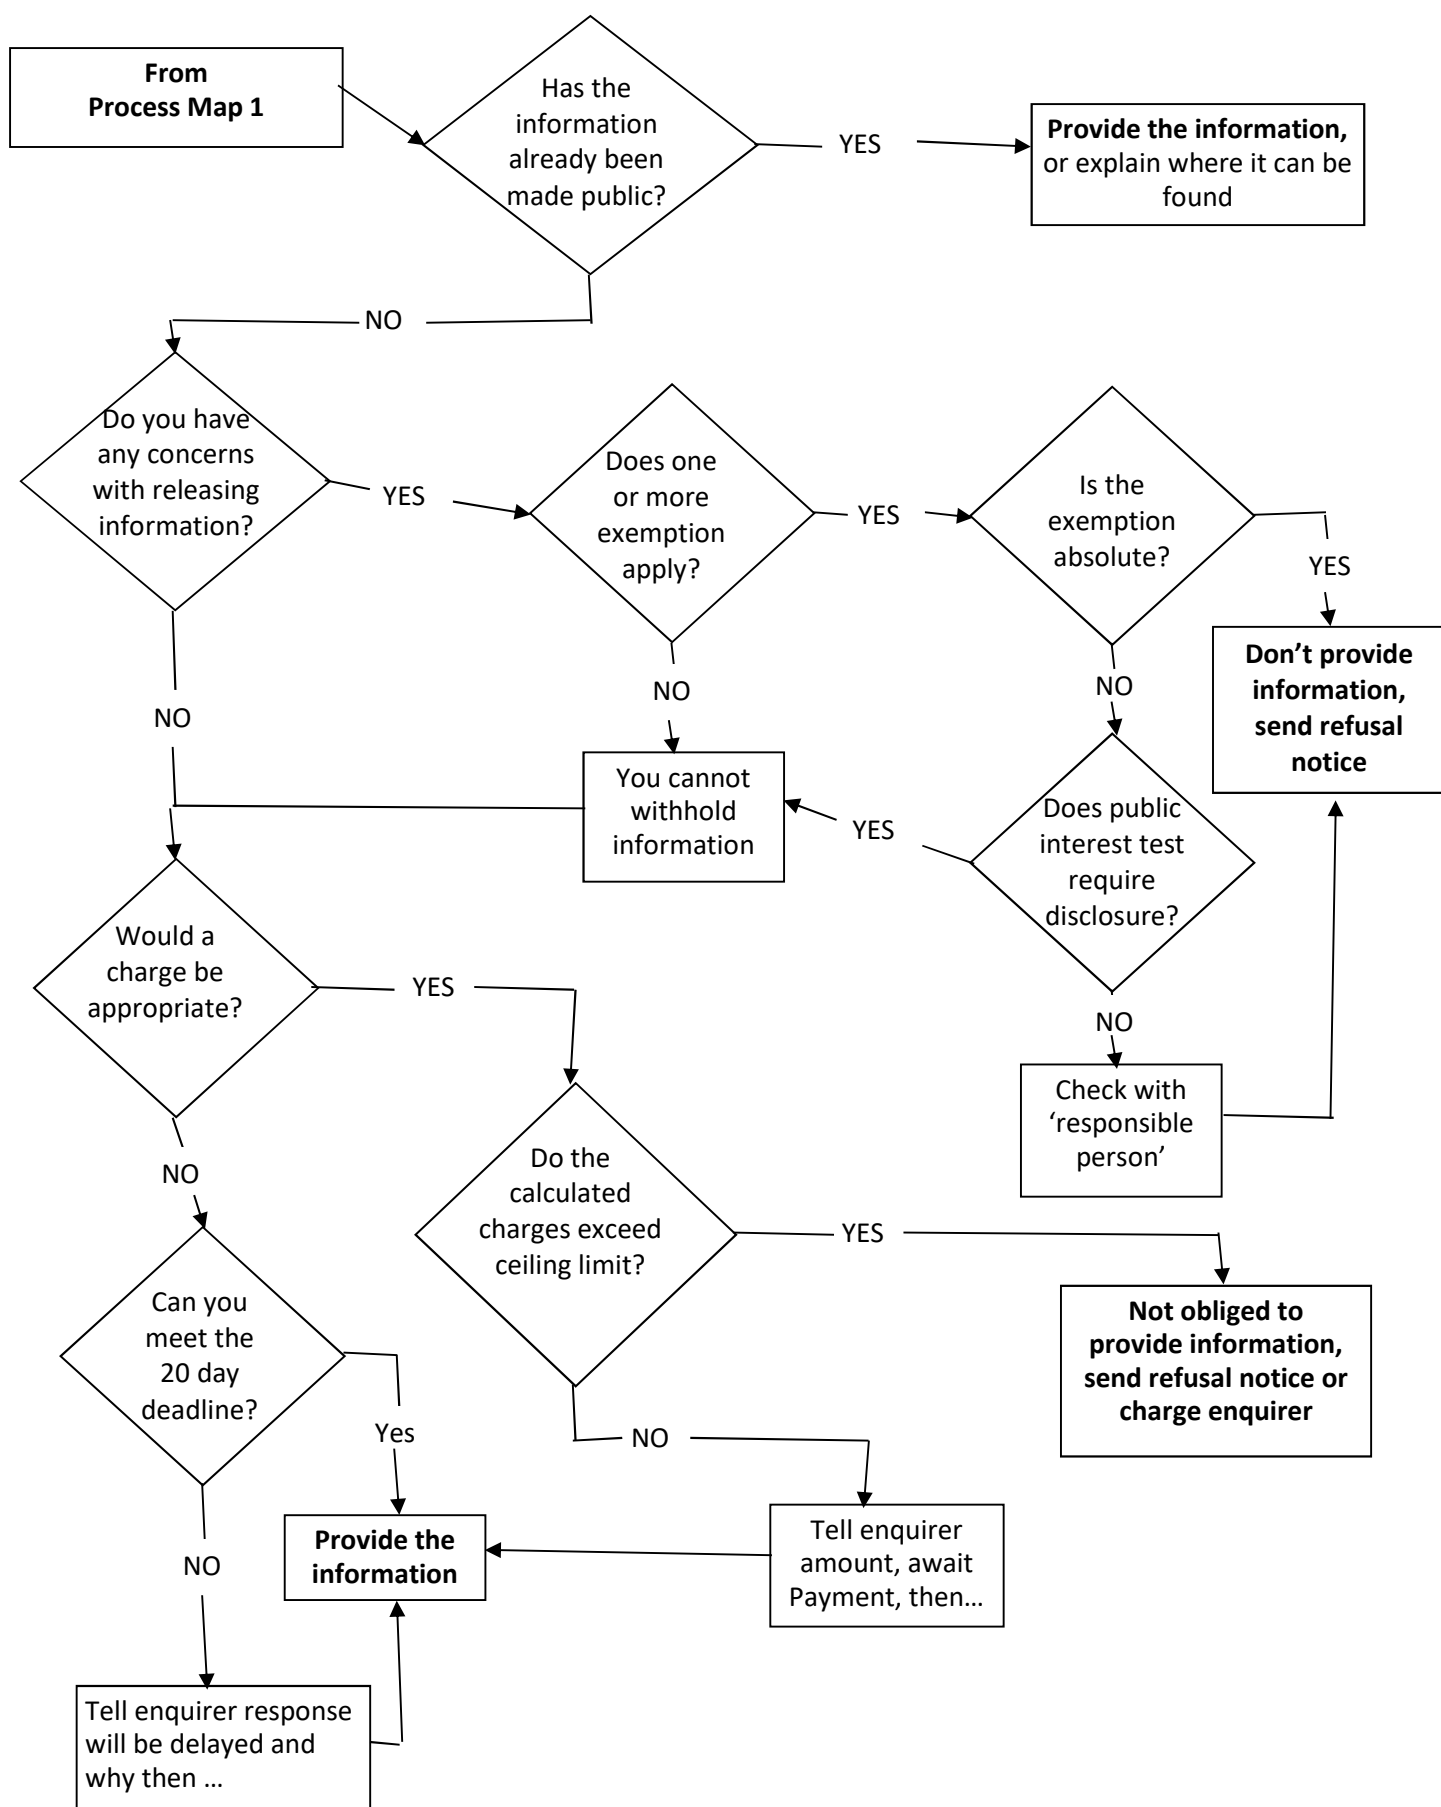 From
Process Map 1
Has the
information
already been
made public?
YES
Provide the information,
or explain where it can be
found
NO
Do you have
any concerns
with releasing
information?
YES
Does one
or more
exemption
apply?
YES
Is the
exemption
absolute?
YES
Don’t provide
information,
send refusal
notice
NO
NO
NO
You cannot
withhold
information
YES
Does public
interest test
require
disclosure?
Would a
charge be
appropriate?
YES
NO
Check with
‘responsible
person’
NO
Do the
calculated
charges exceed
ceiling limit?
YES
Not obliged to
provide information,
send refusal notice or
charge enquirer
Can you
meet the
20 day
deadline?
Yes
NO
NO
Provide the
information
Tell enquirer
amount, await
Payment, then…
Tell enquirer response
will be delayed and
why then …